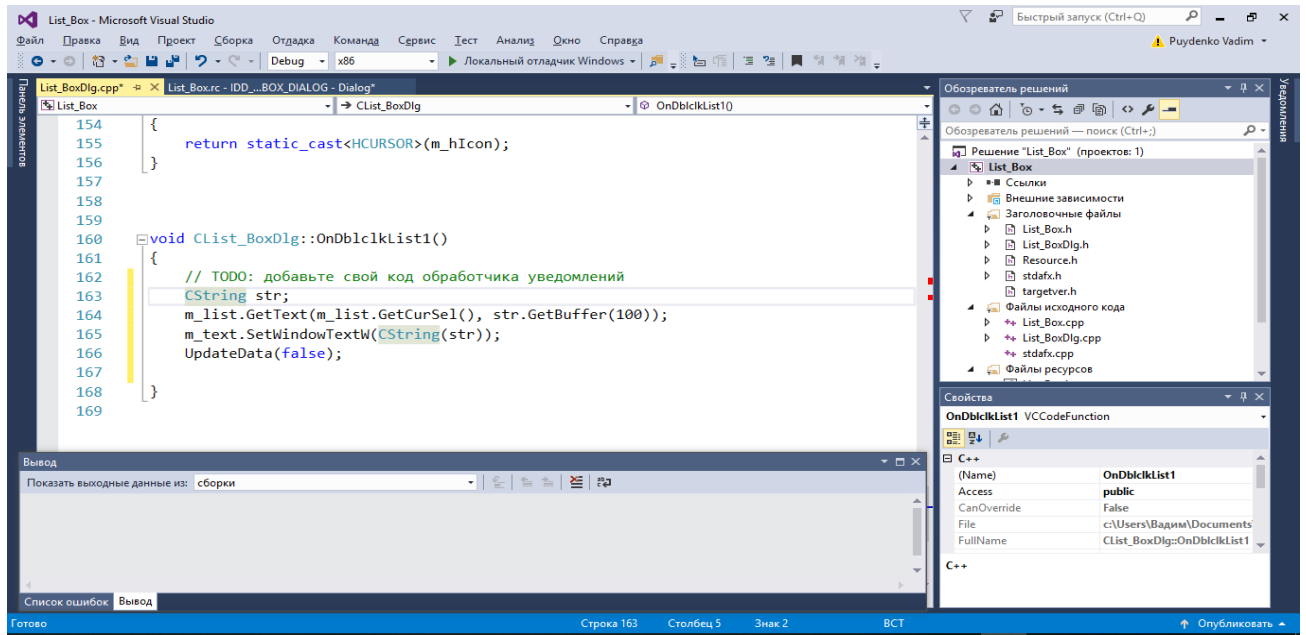 List_Box - Microsoft Visual Studio
Быстрый запуск (Ctrl+Q)
Файл Правка Вид Проект Сборка Отладка Команда Сервис Тест Анализ Окно Справка
Puydenko Vadim
Debug x86 Локальный отладчик Windows
Панель элементов
List_BoxDlg.cpp* List_Box.rc - IDD_...BOX_DIALOG - Dialog*
List_Box CList_BoxDlg OnDblclkList1()
154 {
155 return static_cast<HCURSOR>(m_hIcon);
156 }
157
158
159
160 void CList_BoxDlg::OnDblclkList1()
161 {
162 // TODO: добавьте свой код обработчика уведомлений
163 CString str;
164 m_list.GetText(m_list.GetCurSel(), str.GetBuffer(100));
165 m_text.SetWindowTextW(CString(str));
166 UpdateData(false);
167
168 }
169
Вывод
Показать выходные данные из: сборки
Список ошибок Вывод
Обозреватель решений
Обозреватель решений — поиск (Ctrl+;)
Решение "List_Box" (проектов: 1)
List_Box
Ссылки
Внешние зависимости
Заголовочные файлы
List_Box.h
List_BoxDlg.h
Resource.h
stdafx.h
targetver.h
Файлы исходного кода
List_Box.cpp
List_BoxDlg.cpp
stdafx.cpp
Файлы ресурсов
Свойства
OnDblclkList1 VCCodeFunction
C++
(Name) OnDblclkList1
Access public
CanOverride False
File c:\Users\Вадим\Documents
FullName CList_BoxDlg::OnDblclkList1
C++
Уведомления
Готово Строка 163 Столбец 5 Знак 2 ВСТ Опубликовать